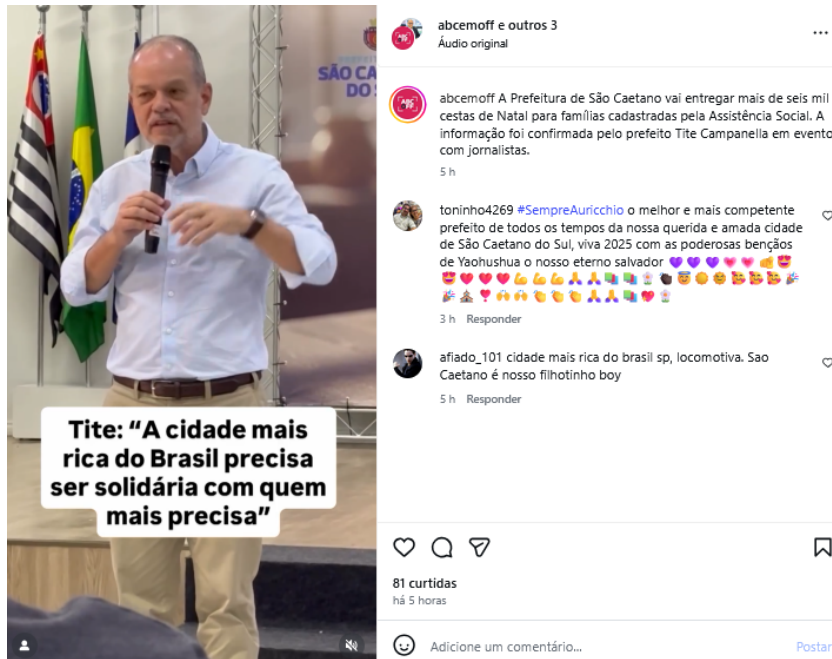 SÃO CA
DO S
Tite: “A cidade mais
rica do Brasil precisa
ser solidária com quem
mais precisa”
abcemoff e outros 3
Áudio original
abcemoff A Prefeitura de São Caetano vai entregar mais de seis mil
cestas de Natal para famílias cadastradas pela Assistência Social. A
informação foi confirmada pelo prefeito Tite Campanella em evento
com jornalistas.
5 h
toninho4269 #SempreAuricchio o melhor e mais competente
prefeito de todos os tempos da nossa querida e amada cidade
de São Caetano do Sul, viva 2025 com as poderosas bençãos
de Yaohushua o nosso eterno salvador
3 h Responder
afiado_101 cidade mais rica do brasil sp, locomotiva. Sao
Caetano é nosso filhotinho boy
5 h Responder
81 curtidas
há 5 horas
Adicione um comentário...
Postar